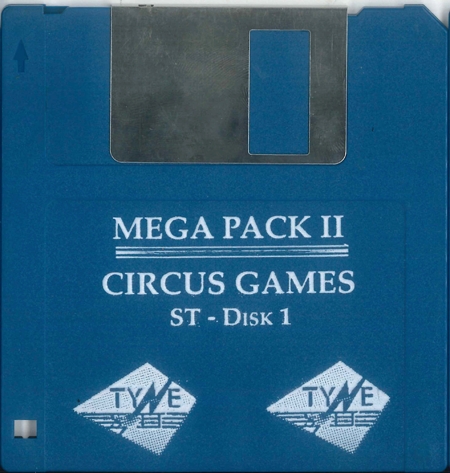 MEGA PACK II
CIRCUS GAMES
ST - DISK 1
TYNE TYNE